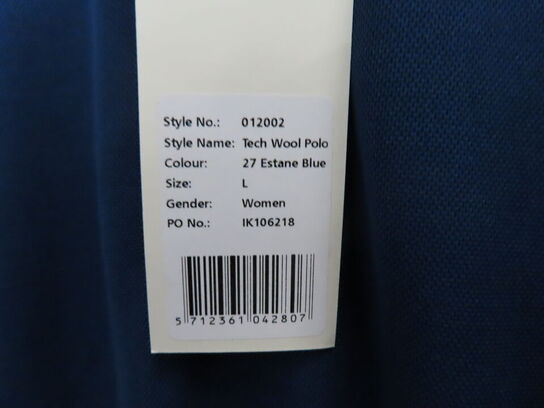 Style No.: 012002
Style Name: Tech Wool Polo
Colour: 27 Estane Blue
Size: L
Gender: Women
PO No.: IK106218
5 712361 042807